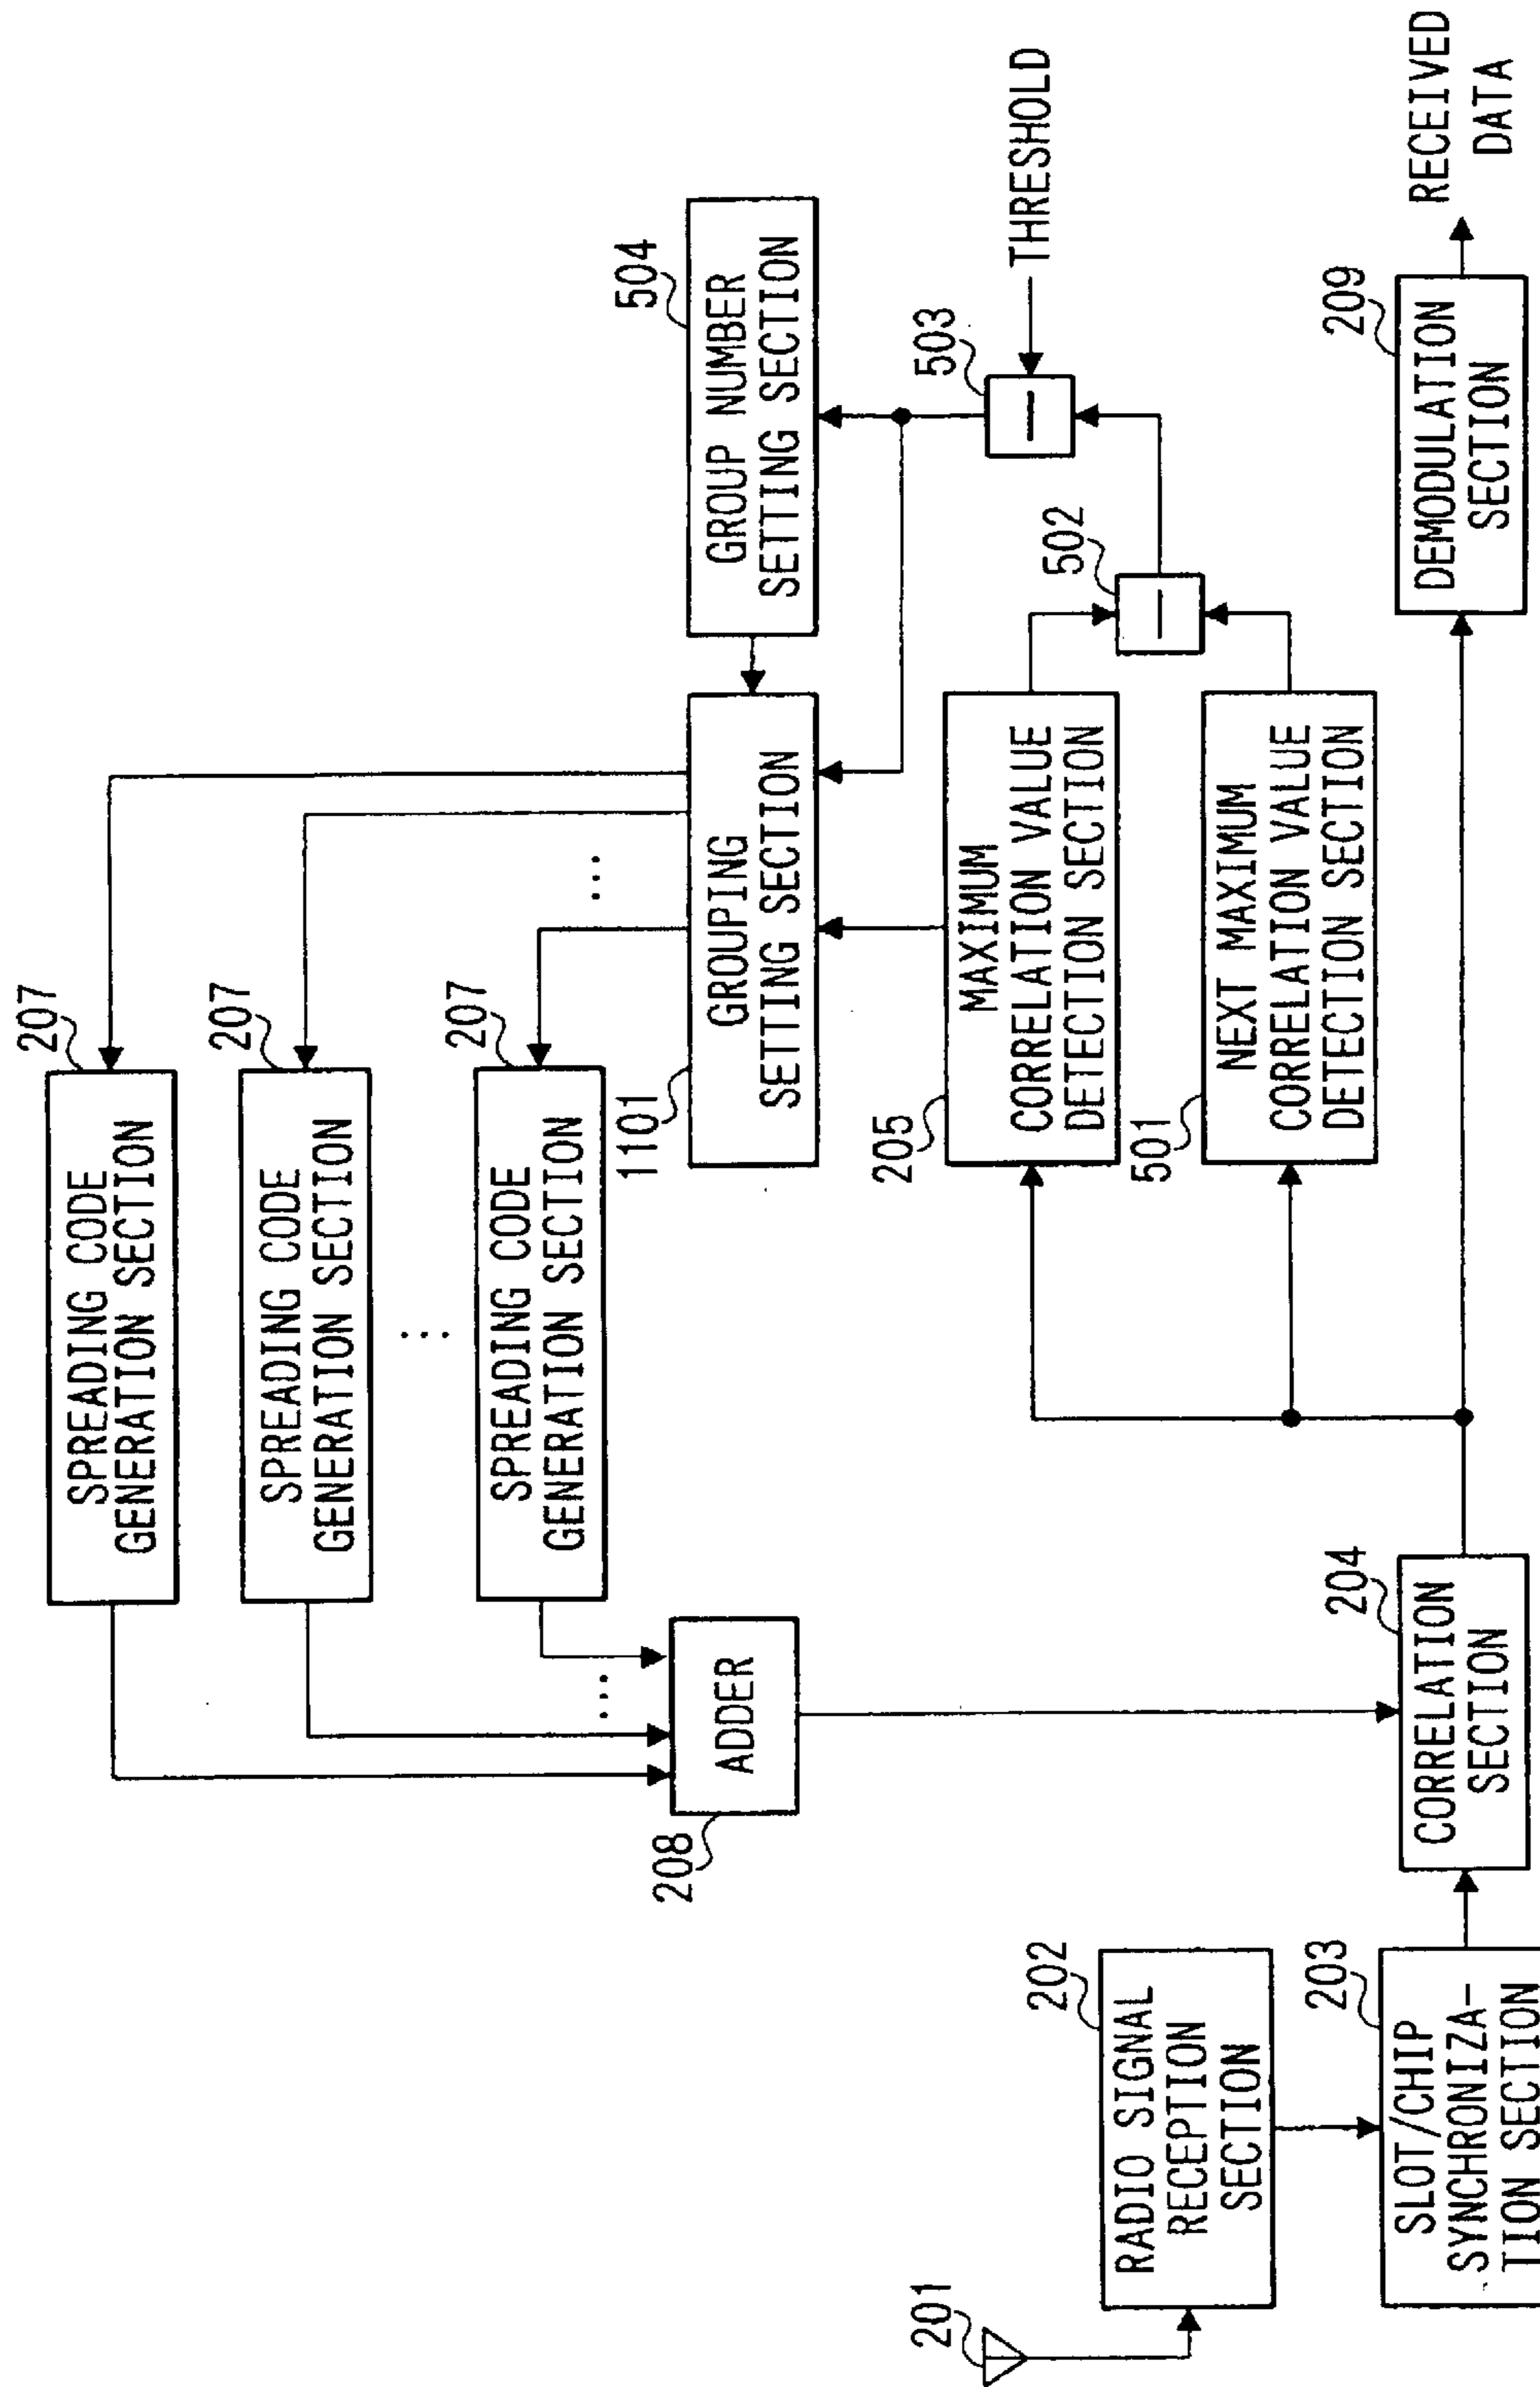 207
SPREADING CODE
GENERATION SECTION
207
SPREADING CODE
GENERATION SECTION
...
207
SPREADING CODE
GENERATION SECTION
...
...
208
ADDER
1101
GROUPING
SETTING SECTION
504
GROUP NUMBER
SETTING SECTION
205
MAXIMUM
CORRELATION VALUE
DETECTION SECTION
501
NEXT MAXIMUM
CORRELATION VALUE
DETECTION SECTION
502
−
503
−
THRESHOLD
201
202
RADIO SIGNAL
RECEPTION
SECTION
203
SLOT/CHIP
SYNCHRONIZA-
TION SECTION
204
CORRELATION
SECTION
209
DEMODULATION
SECTION
RECEIVED
DATA